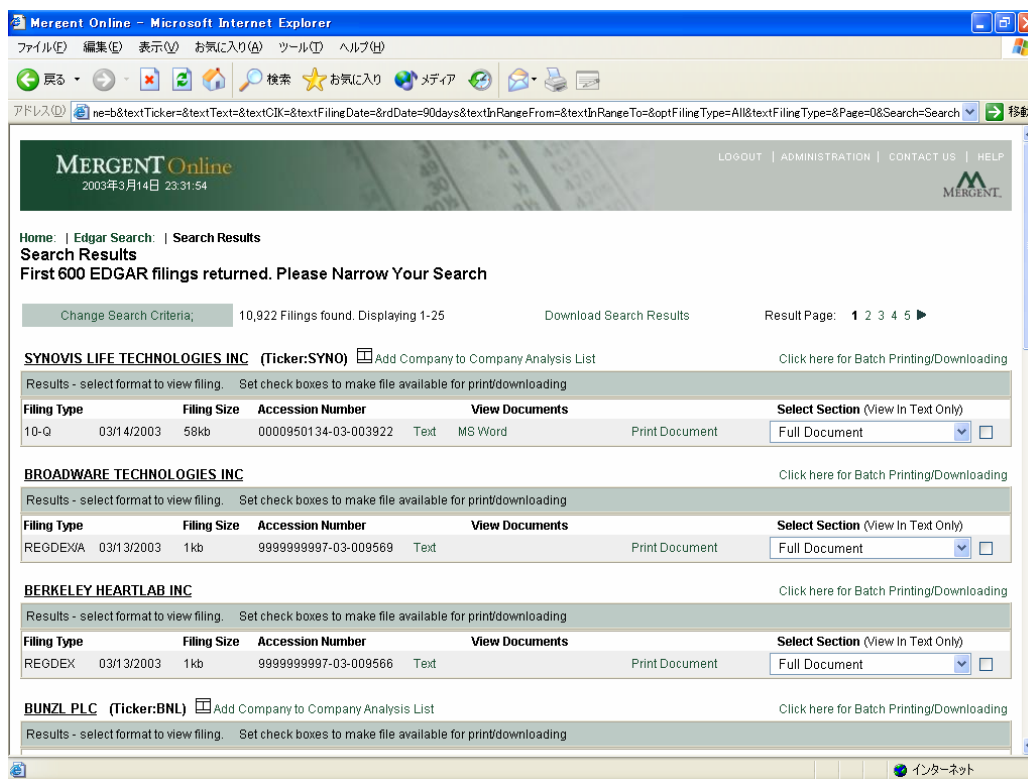 Mergent Online - Microsoft Internet Explorer
ファイル(F) 編集(E) 表示(V) お気に入り(A) ツール(T) ヘルプ(H)
戻る 検索 お気に入り メディア
アドレス(D) ne=b&textTicker=&textText=&textCIK=&textFilingDate=&rdDate=90days&textInRangeFrom=&textInRangeTo=&optFilingType=All&textFilingType=&Page=0&Search=Search 移動
LOGOUT | ADMINISTRATION | CONTACT US | HELP
MERGENT Online
2003年3月14日 23:31:54
MERGENT
Home: | Edgar Search: | Search Results
Search Results
First 600 EDGAR filings returned. Please Narrow Your Search
Change Search Criteria; 10,922 Filings found. Displaying 1-25 Download Search Results Result Page: 1 2 3 4 5
SYNOVIS LIFE TECHNOLOGIES INC (Ticker:SYNO) Add Company to Company Analysis List Click here for Batch Printing/Downloading
Results - select format to view filing. Set check boxes to make file available for print/downloading
Filing Type Filing Size Accession Number View Documents Select Section (View In Text Only)
10-Q 03/14/2003 58kb 0000950134-03-003922 Text MS Word Print Document Full Document
BROADWARE TECHNOLOGIES INC Click here for Batch Printing/Downloading
Results - select format to view filing. Set check boxes to make file available for print/downloading
Filing Type Filing Size Accession Number View Documents Select Section (View In Text Only)
REGDEX/A 03/13/2003 1kb 9999999997-03-009569 Text Print Document Full Document
BERKELEY HEARTLAB INC Click here for Batch Printing/Downloading
Results - select format to view filing. Set check boxes to make file available for print/downloading
Filing Type Filing Size Accession Number View Documents Select Section (View In Text Only)
REGDEX 03/13/2003 1kb 9999999997-03-009566 Text Print Document Full Document
BUNZL PLC (Ticker:BNL) Add Company to Company Analysis List Click here for Batch Printing/Downloading
Results - select format to view filing. Set check boxes to make file available for print/downloading
インターネット